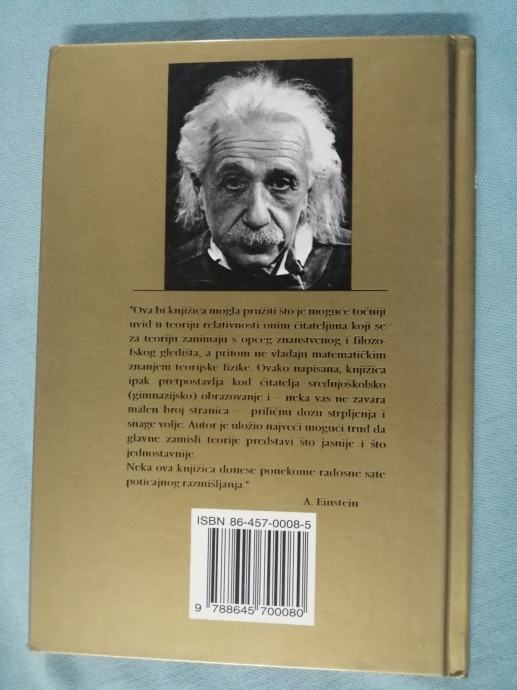 "Ova bi knjižica mogla pružiti što je moguće točniji
uvid u teoriju relativnosti onim čitateljima koji se
za teoriju zanimaju s općeg znanstvenog i filozo-
fskog gledišta, a pritom ne vladaju matematičkim
znanjem teorijske fizike. Ovako napisana, knjižica
ipak pretpostavlja kod čitatelja srednjoškolsko
(gimnazijsko) obrazovanje i – neka vas ne zavara
malen broj stranica – priličnu dozu strpljenja i
snage volje. Autor je uložio najveći mogući trud da
glavne zamisli teorije predstavi što jasnije i što
jednostavnije.
Neka ova knjižica donese ponekome radosne sate
poticajnog razmišljanja."
A. Einstein
ISBN 86-457-0008-5
9 788645 700080